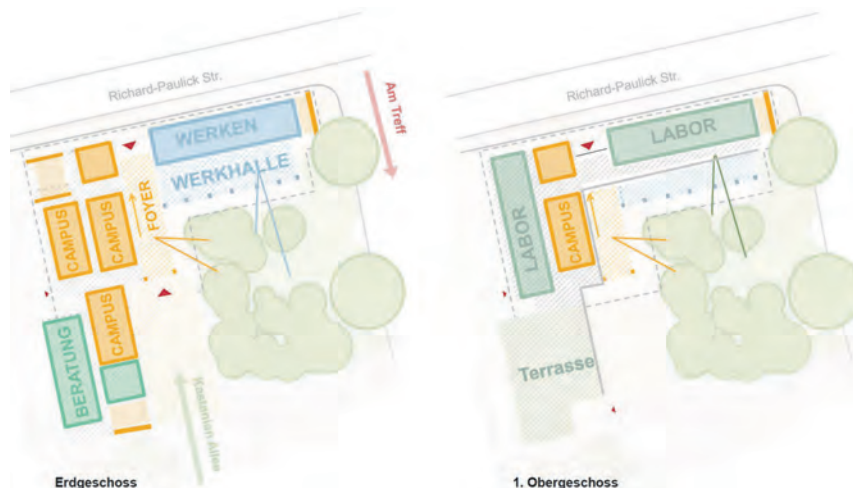 Richard-Paulick Str.
Am Treff
WERKEN
WERKHALLE
FOYER
CAMPUS
CAMPUS
CAMPUS
BERATUNG
Kastanien Allee
Erdgeschoss
Richard-Paulick Str.
LABOR
LABOR
CAMPUS
Terrasse
1. Obergeschoss